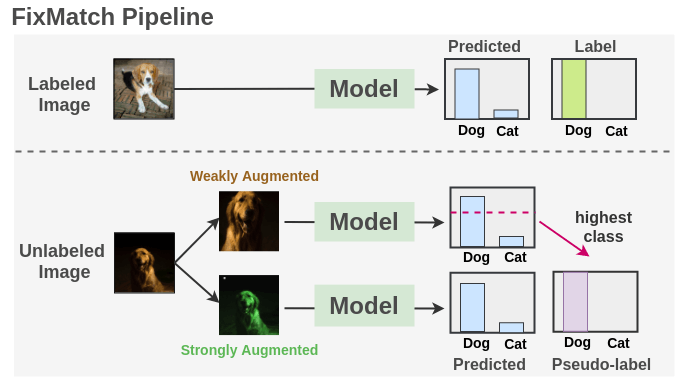 FixMatch Pipeline
Predicted
Label
Labeled
Image
Model
Dog Cat
Dog Cat
Weakly Augmented
Model
highest
class
Dog Cat
Unlabeled
Image
Model
Dog Cat
Dog Cat
Strongly Augmented
Predicted
Pseudo-label